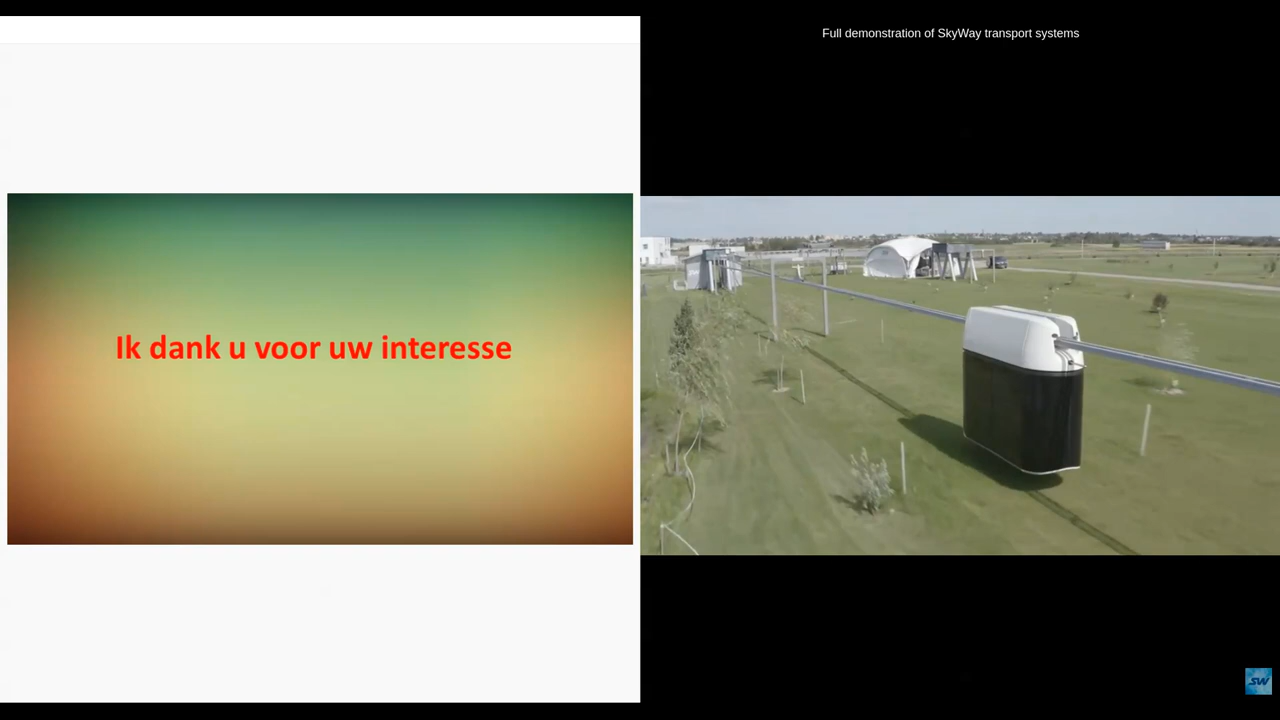 Full demonstration of SkyWay transport systems
Ik dank u voor uw interesse
SW